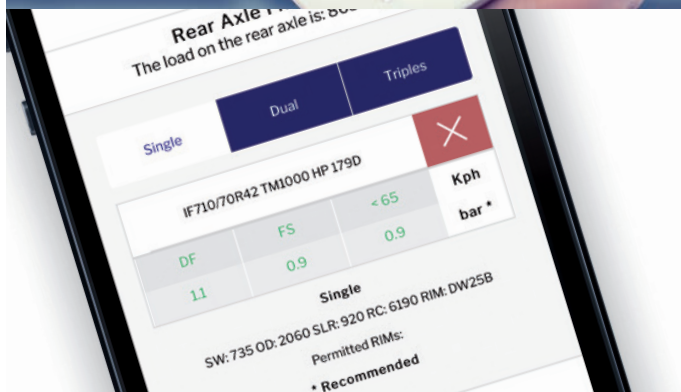 Rear Axle
The load on the rear axle is:
Single Dual Triples
IF710/70R42 TM1000 HP 179D
DF FS < 65 Kph
1.1 0.9 0.9 bar *
Single
SW: 735 OD: 2060 SLR: 920 RC: 6190 RIM: DW25B
Permitted RIMs:
* Recommended